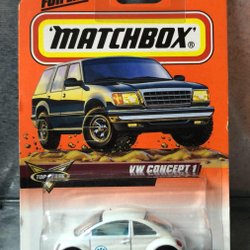 MATCHBOX
VW CONCEPT 1